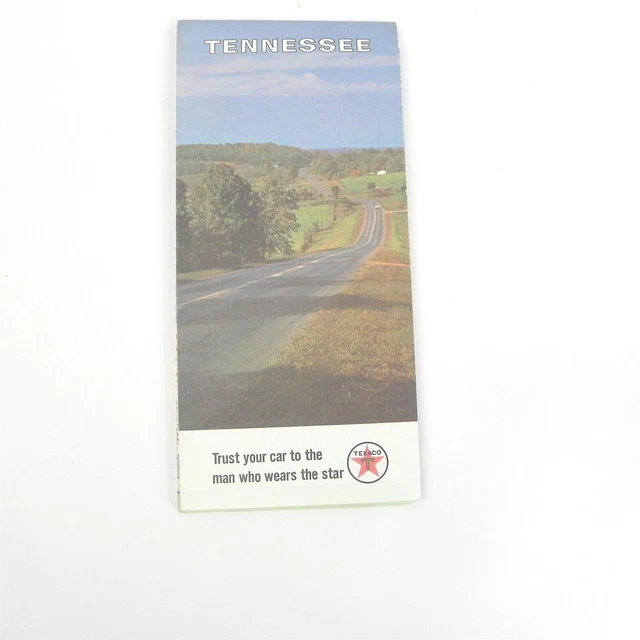 TENNESSEE
Trust your car to the
man who wears the star
TEXACO
T